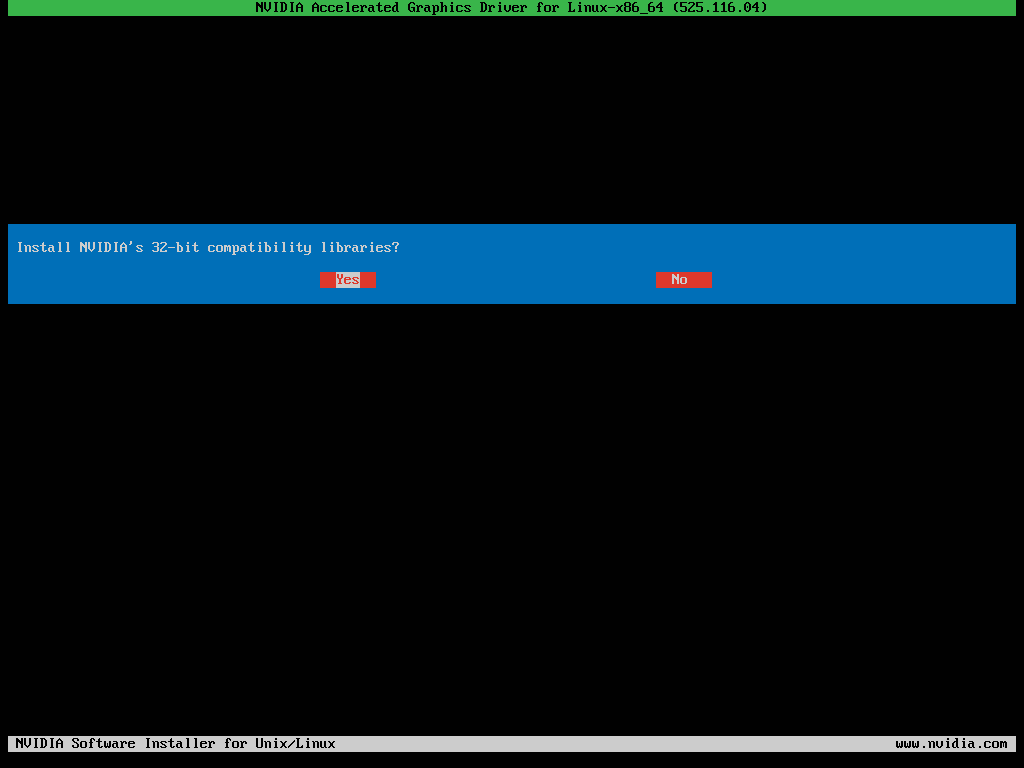 NVIDIA Accelerated Graphics Driver for Linux-x86_64 (525.116.04)
Install NVIDIA's 32-bit compatibility libraries?
Yes No
NVIDIA Software Installer for Unix/Linux www.nvidia.com